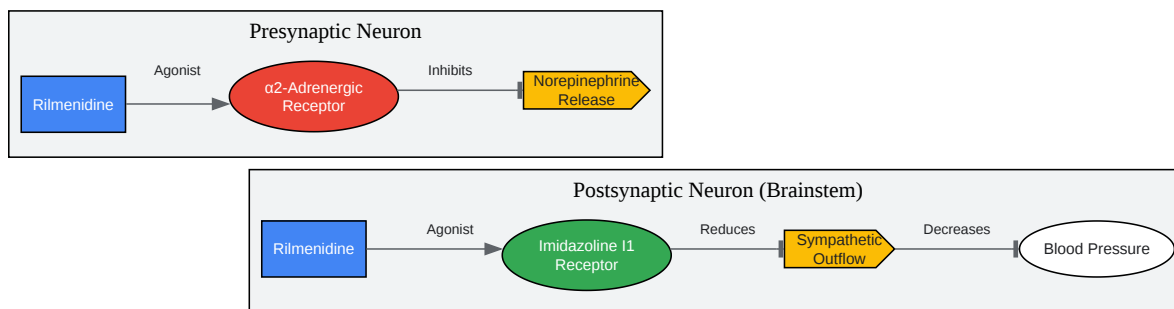 Presynaptic Neuron
Rilmenidine
Agonist
α2-Adrenergic
Receptor
Inhibits
Norepinephrine
Release
Postsynaptic Neuron (Brainstem)
Rilmenidine
Agonist
Imidazoline I1
Receptor
Reduces
Sympathetic
Outflow
Decreases
Blood Pressure